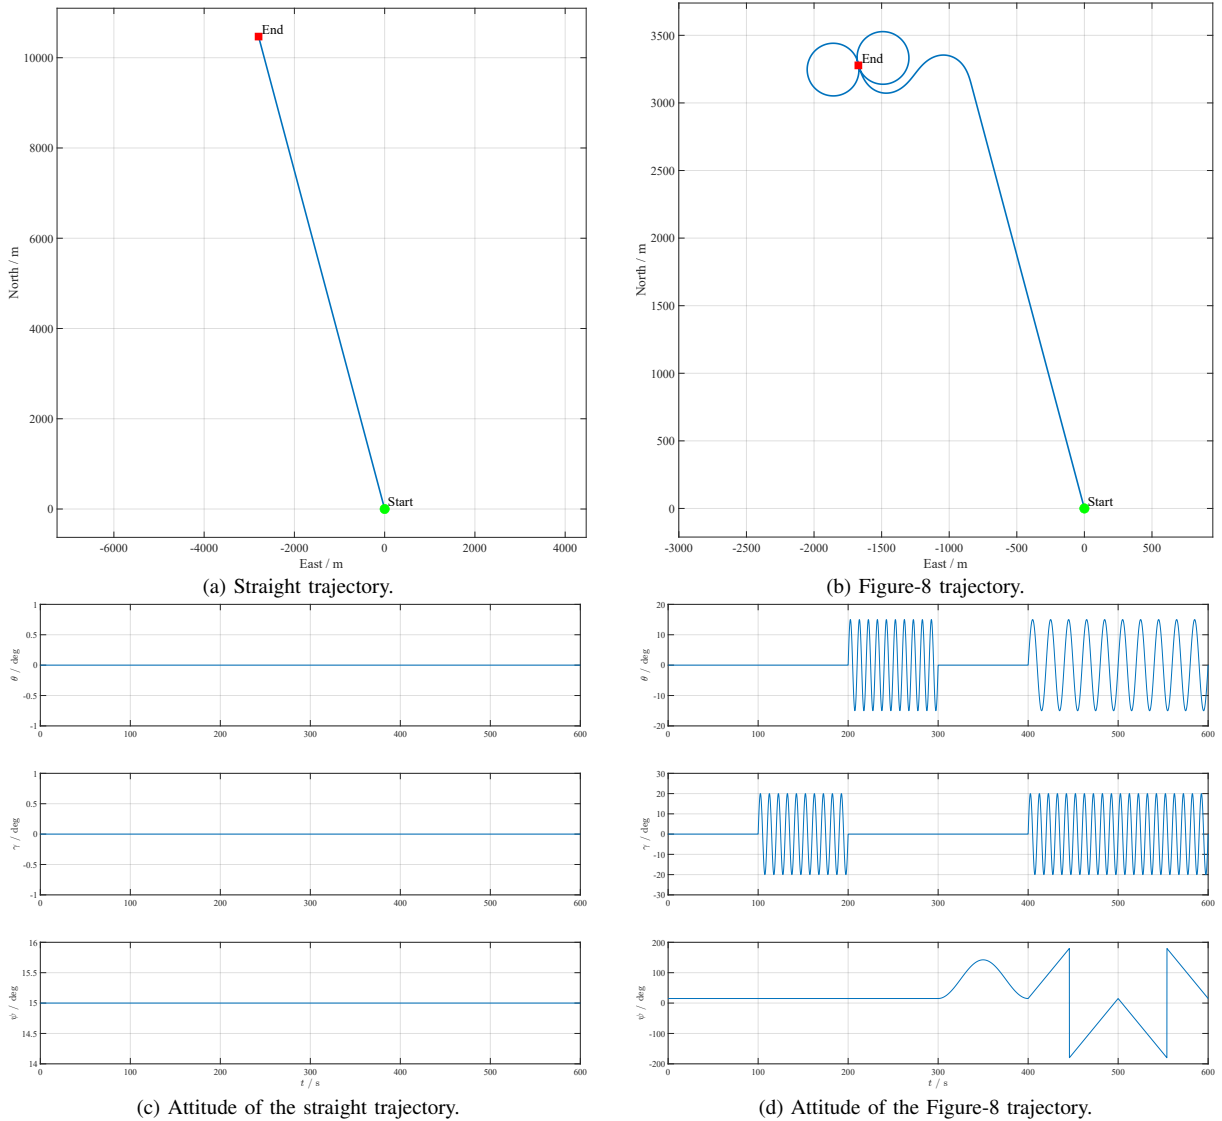 End
10000
8000
6000
4000
2000
0
North / m
Start
-6000 -4000 -2000 0 2000 4000
East / m
(a) Straight trajectory.
3500
3000
2500
2000
1500
1000
500
0
North / m
End
Start
-3000 -2500 -2000 -1500 -1000 -500 0 500
East / m
(b) Figure-8 trajectory.
1
0.5
0
-0.5
-1
θ / deg
0 100 200 300 400 500 600
1
0.5
0
-0.5
-1
γ / deg
0 100 200 300 400 500 600
16
15.5
15
14.5
14
ψ / deg
0 100 200 300 400 500 600
t / s
(c) Attitude of the straight trajectory.
20
10
0
-10
-20
θ / deg
0 100 200 300 400 500 600
30
20
10
0
-10
-20
-30
γ / deg
0 100 200 300 400 500 600
200
100
0
-100
-200
ψ / deg
0 100 200 300 400 500 600
t / s
(d) Attitude of the Figure-8 trajectory.